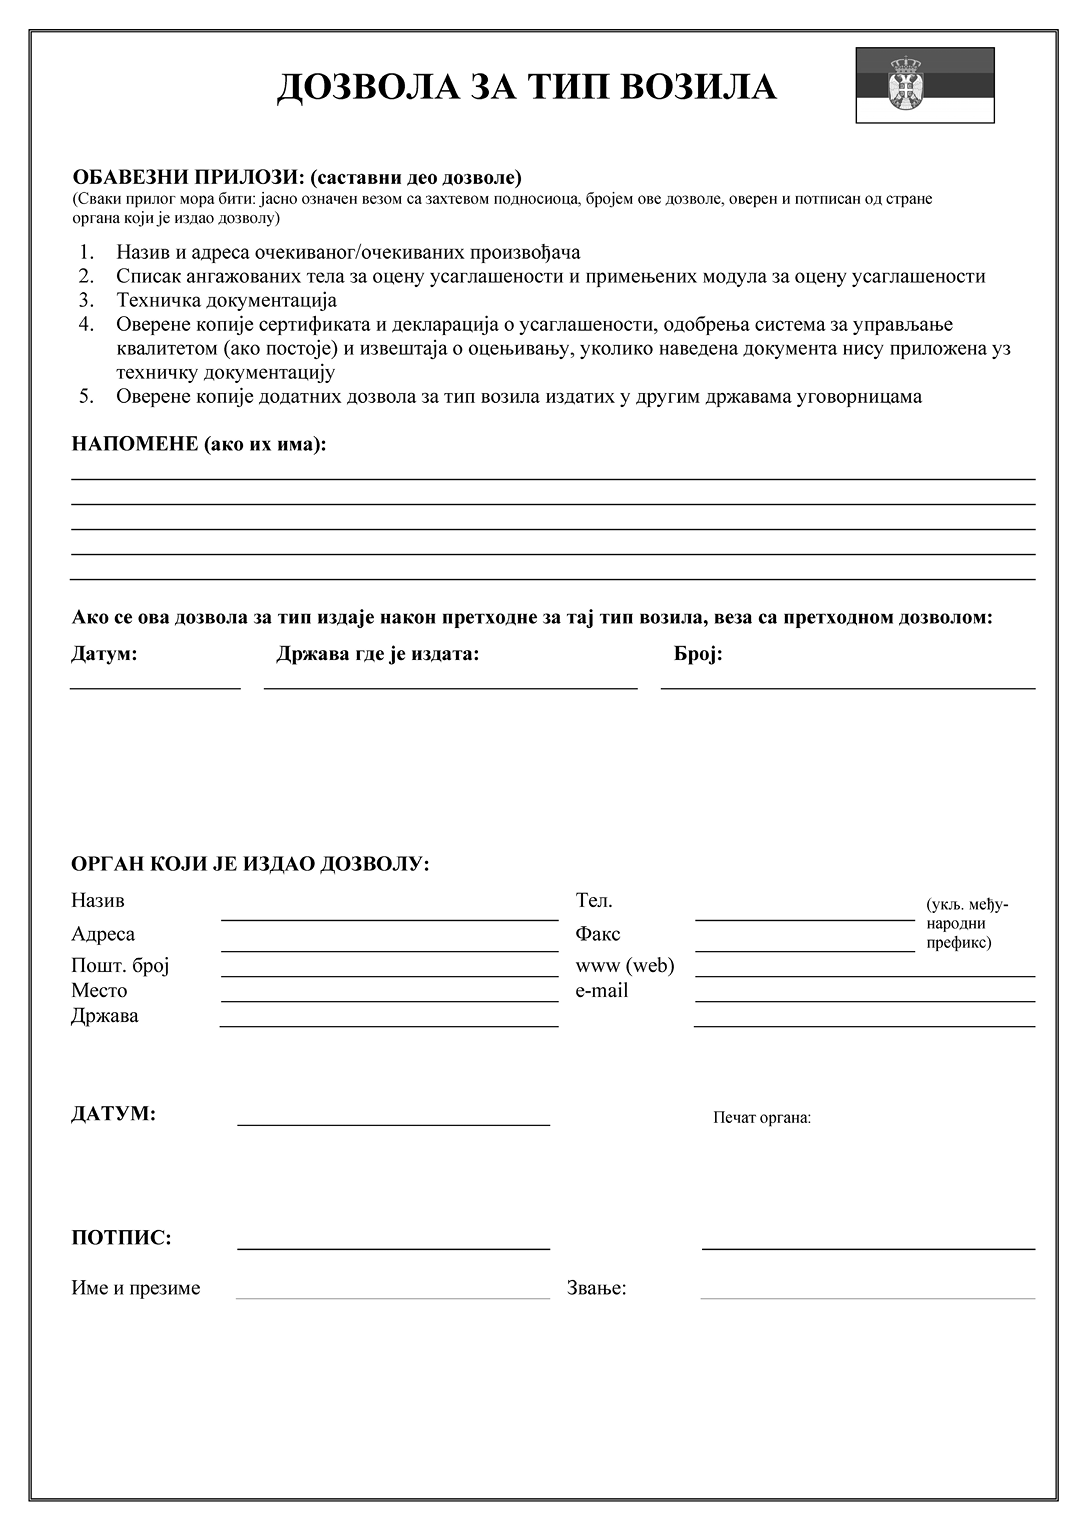 ДОЗВОЛА ЗА ТИП ВОЗИЛА
ОБАВЕЗНИ ПРИЛОЗИ: (саставни део дозволе)
(Сваки прилог мора бити: јасно означен везом са захтевом подносиоца, бројем ове дозволе, оверен и потписан од стране
органа који је издао дозволу)
1. Назив и адреса очекиваног/очекиваних произвођача
2. Списак ангажованих тела за оцену усаглашености и примењених модула за оцену усаглашености
3. Техничка документација
4. Оверене копије сертификата и декларација о усаглашености, одобрења система за управљање
квалитетом (ако постоје) и извештаја о оцењивању, уколико наведена документа нису приложена уз
техничку документацију
5. Оверене копије додатних дозвола за тип возила издатих у другим државама уговорницама
НАПОМЕНЕ (ако их има):
Ако се ова дозвола за тип издаје након претходне за тај тип возила, веза са претходном дозволом:
Датум: Држава где је издата: Број:
ОРГАН КОЈИ ЈЕ ИЗДАО ДОЗВОЛУ:
Назив Тел. (укљ. међу-
народни
Адреса Факс префикс)
Пошт. број www (web)
Место e-mail
Држава
ДАТУМ: Печат органа:
ПОТПИС:
Име и презиме Звање: